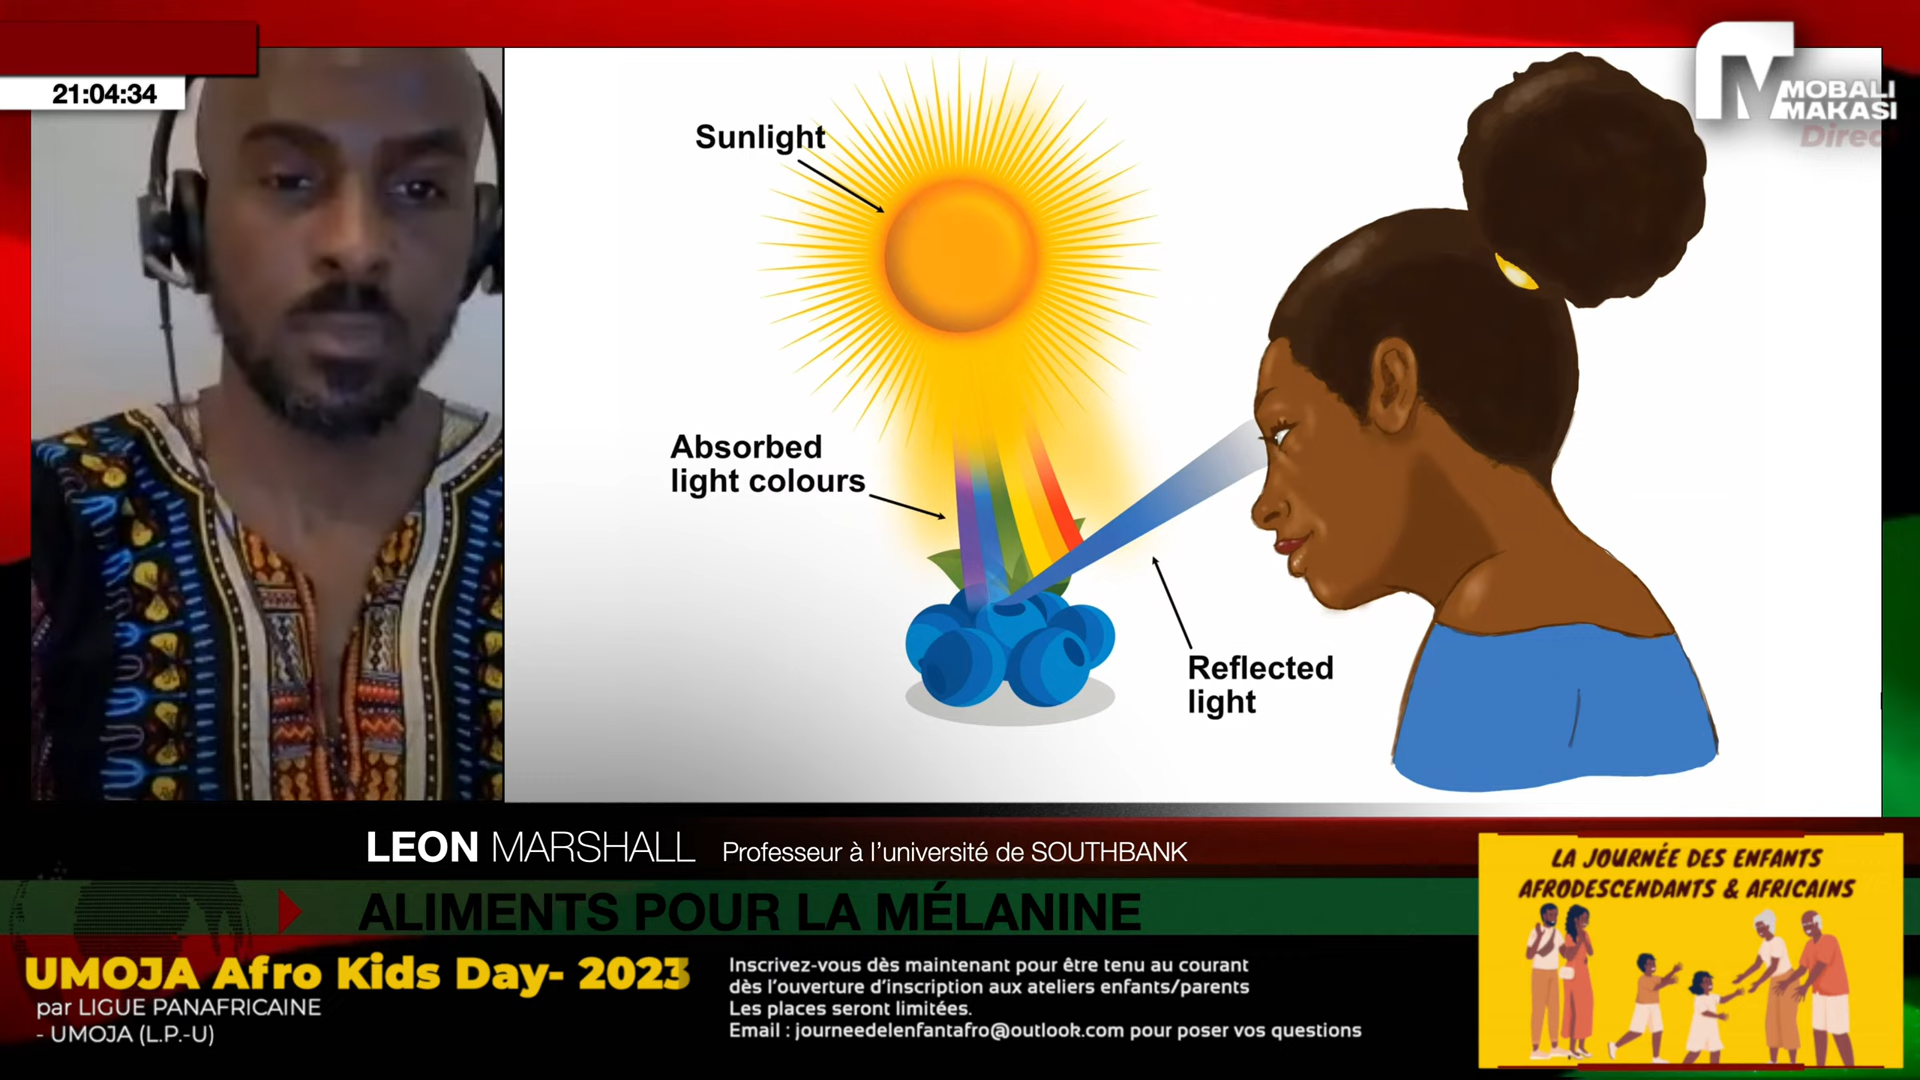 21:04:34
MOBALI
MAKASI
Direc
Sunlight
Absorbed
light colours
Reflected
light
LEON MARSHALL Professeur à l'université de SOUTHBANK
ALIMENTS POUR LA MÉLANINE
UMOJA Afro Kids Day- 2023
par LIGUE PANAFRICAINE
- UMOJA (L.P.-U)
Inscrivez-vous dès maintenant pour être tenu au courant
dès l'ouverture d'inscription aux ateliers enfants/parents
Les places seront limitées.
Email : journeedelenfantafro@outlook.com pour poser vos questions
LA JOURNÉE DES ENFANTS
AFRODESCENDANTS & AFRICAINS